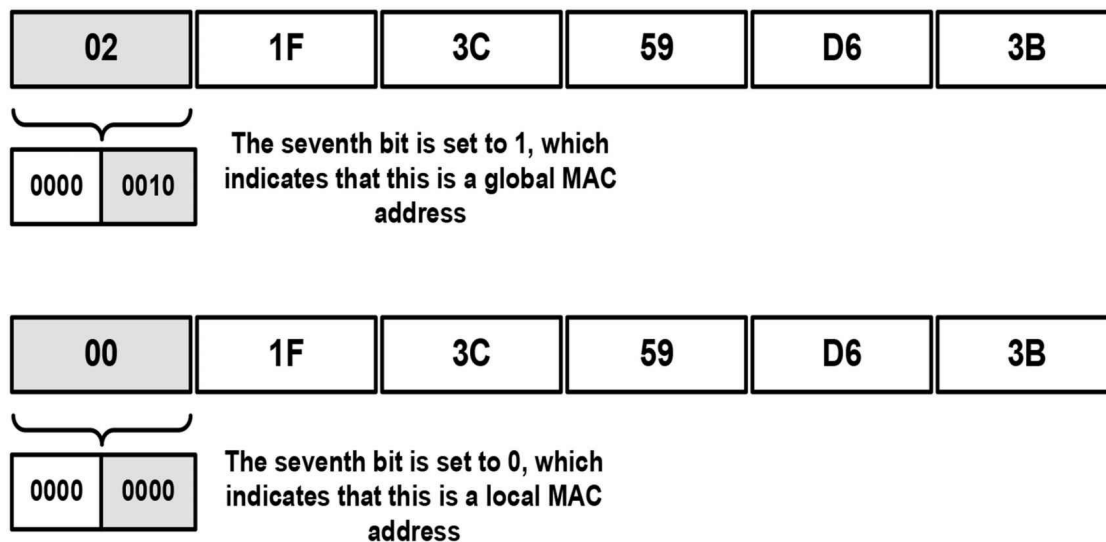 02 1F 3C 59 D6 3B
The seventh bit is set to 1, which
indicates that this is a global MAC
address
0000 0010
00 1F 3C 59 D6 3B
The seventh bit is set to 0, which
indicates that this is a local MAC
address
0000 0000